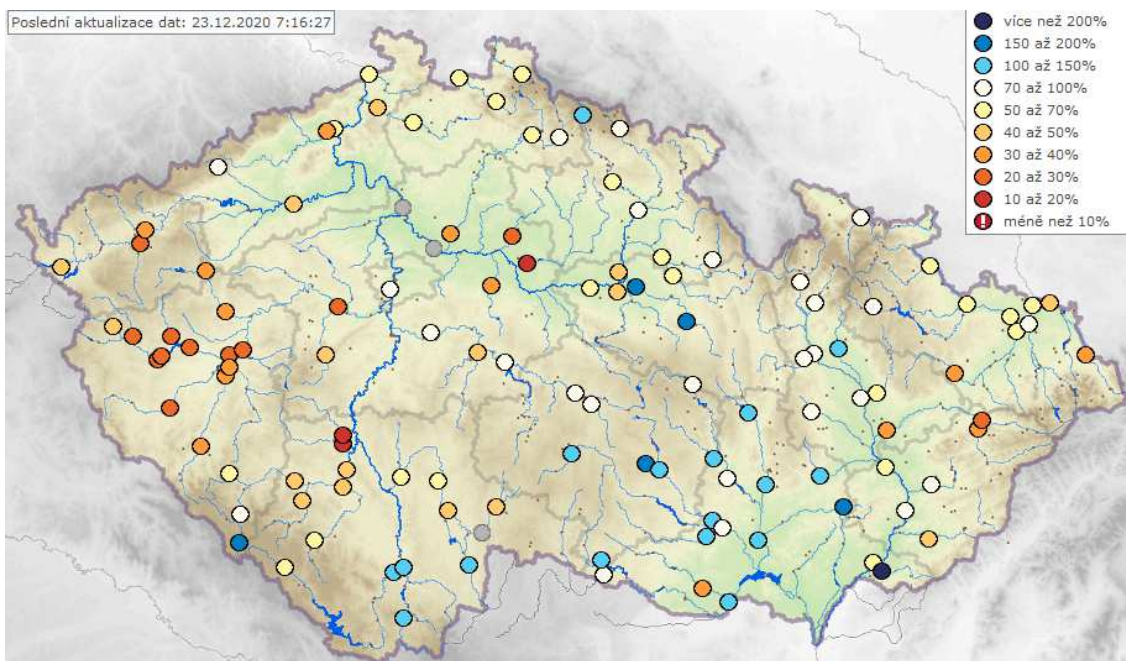 Poslední aktualizace dat: 23.12.2020 7:16:27
více než 200%
150 až 200%
100 až 150%
70 až 100%
50 až 70%
40 až 50%
30 až 40%
20 až 30%
10 až 20%
méně než 10%